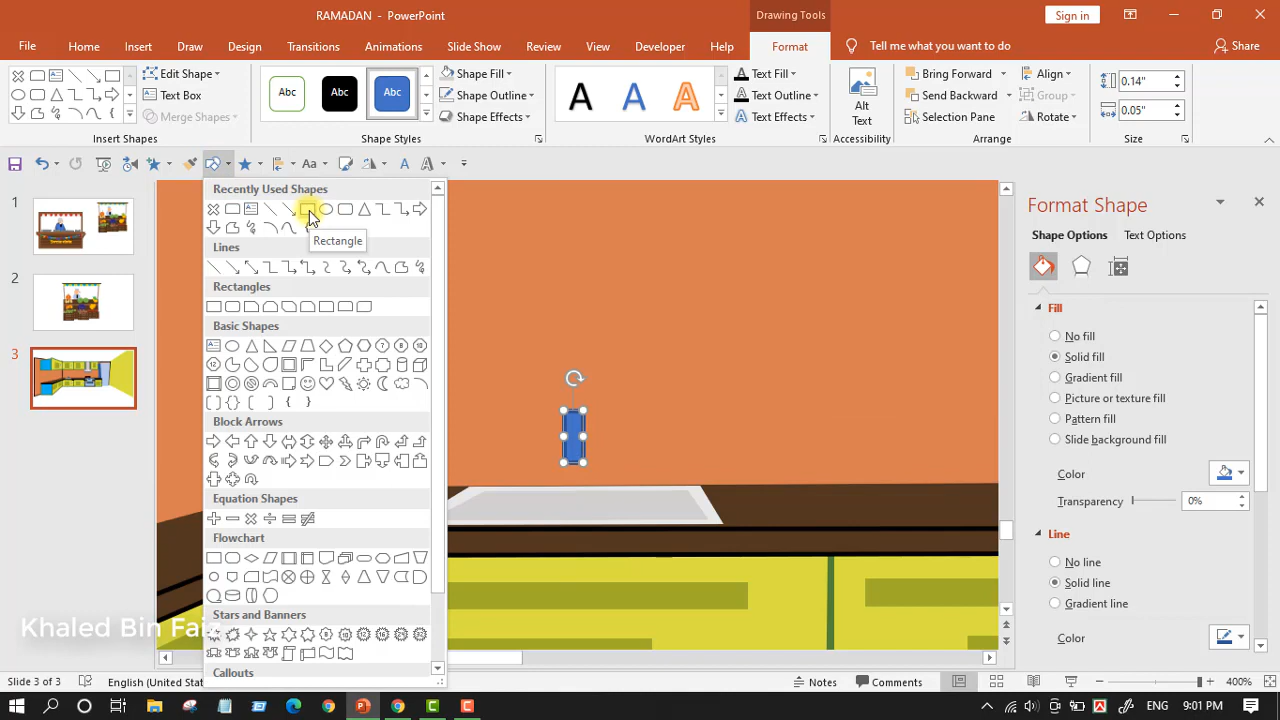 RAMADAN - PowerPoint
Drawing Tools
Sign in
File
Home
Insert
Draw
Design
Transitions
Animations
Slide Show
Review
View
Developer
Help
Format
Tell me what you want to do
Share
Edit Shape
Text Box
Merge Shapes
Insert Shapes
Abc
Abc
Abc
Shape Fill
Shape Outline
Shape Effects
Shape Styles
A
A
A
Text Fill
Text Outline
Text Effects
WordArt Styles
Alt
Text
Accessibility
Bring Forward
Send Backward
Selection Pane
Align
Group
Rotate
Arrange
0.14"
0.05"
Size
Aa
A
A
Recently Used Shapes
Rectangle
Lines
Rectangles
Basic Shapes
Block Arrows
Equation Shapes
Flowchart
Stars and Banners
Callouts
1
2
3
Format Shape
Shape Options
Text Options
Fill
No fill
Solid fill
Gradient fill
Picture or texture fill
Pattern fill
Slide background fill
Color
Transparency
0%
Line
No line
Solid line
Gradient line
Color
Khaled Bin Faiz
Slide 3 of 3
English (United Sta
Notes
Comments
400%
9:01 PM